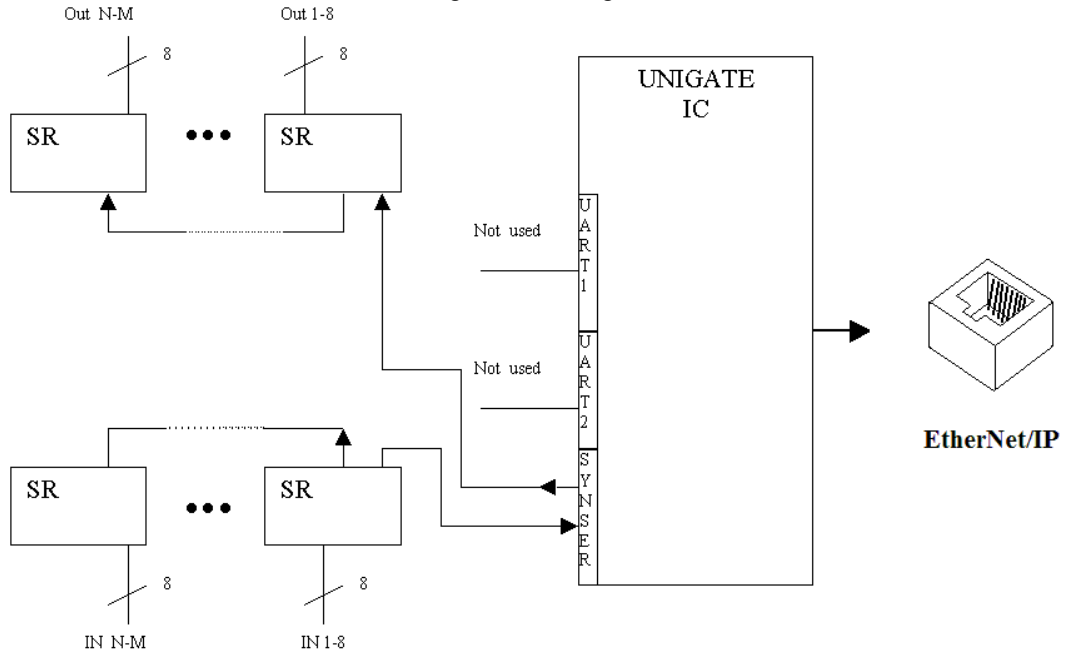 Out N-M
Out 1-8
8
8
UNIGATE
IC
SR
SR
UART1
Not used
UART2
Not used
EtherNet/IP
SYNSER
SR
SR
8
8
IN N-M
IN 1-8